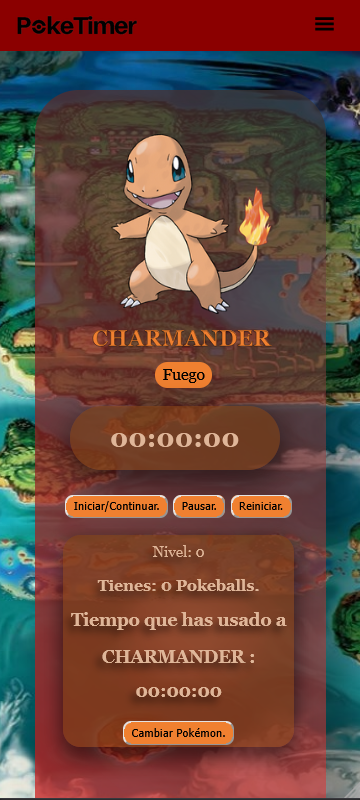 PokeTimer
CHARMANDER
Fuego
00:00:00
Iniciar/Continuar. Pausar. Reiniciar.
Nivel: 0
Tienes: 0 Pokeballs.
Tiempo que has usado a
CHARMANDER :
00:00:00
Cambiar Pokémon.